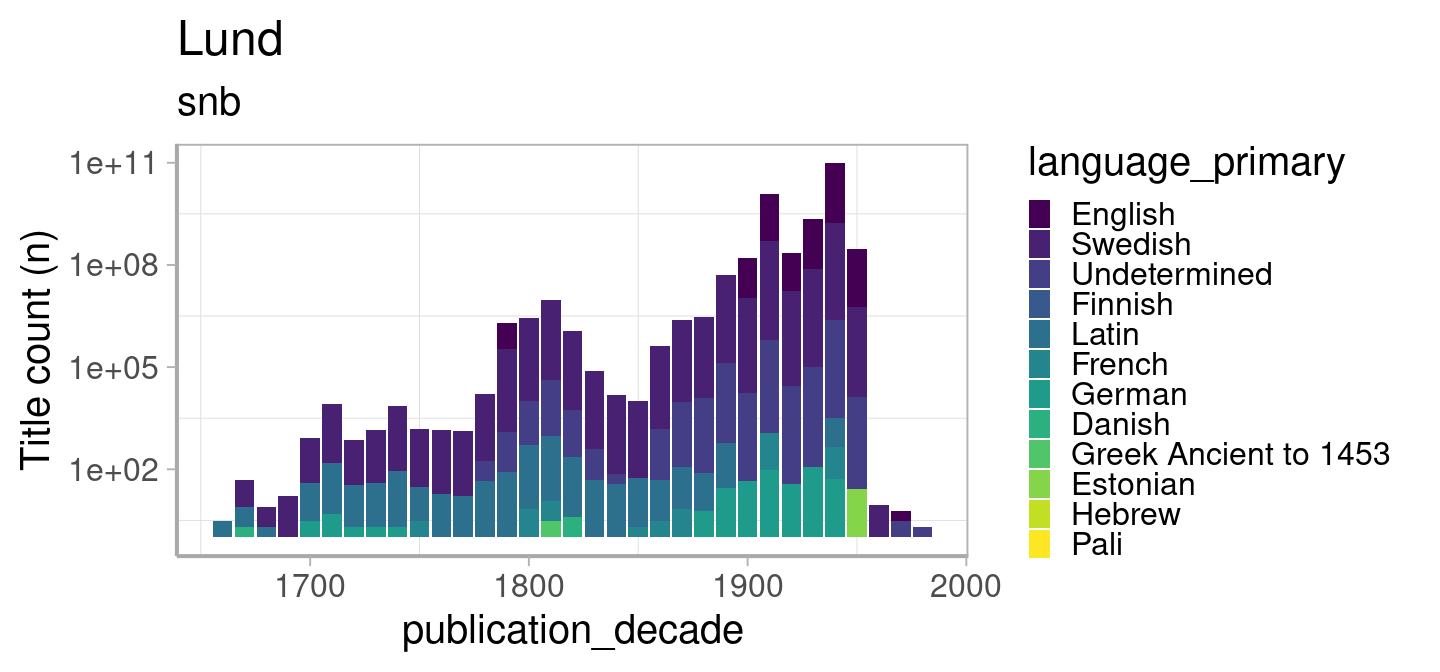 Lund
snb
Title count (n)
1e+11
1e+08
1e+05
1e+02
1700 1800 1900 2000
publication_decade
language_primary
English
Swedish
Undetermined
Finnish
Latin
French
German
Danish
Greek Ancient to 1453
Estonian
Hebrew
Pali